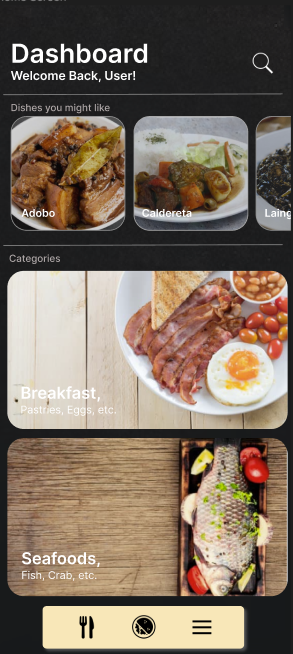 Dashboard
Welcome Back, User!
Dishes you might like
Adobo
Caldereta
Laing
Categories
Breakfast,
Pastries, Eggs, etc.
Seafoods,
Fish, Crab, etc.